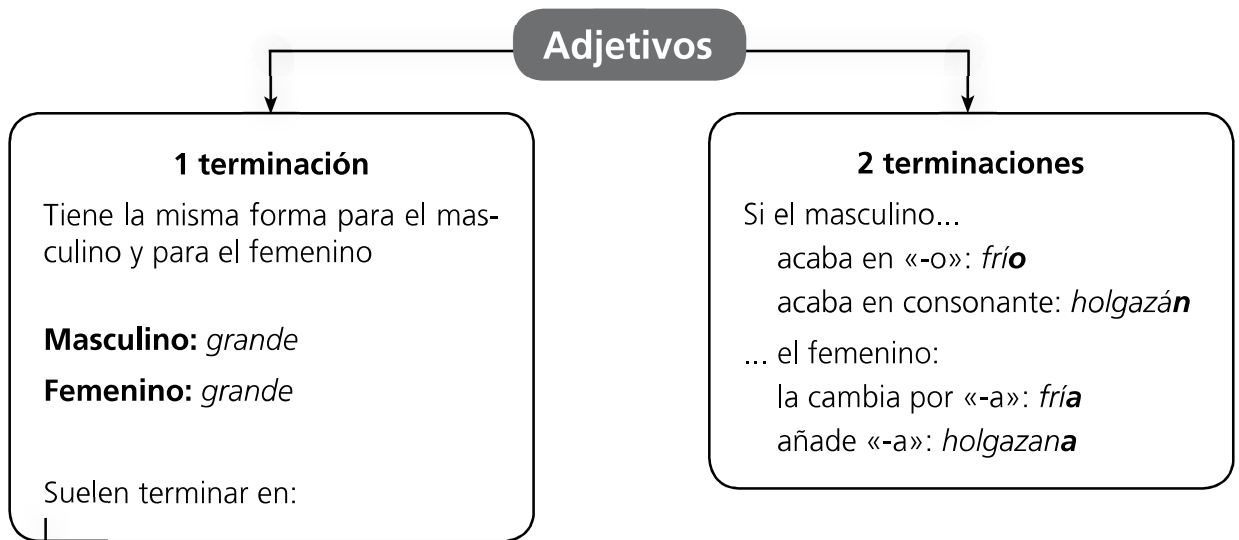 Adjetivos
1 terminación
Tiene la misma forma para el mas-
culino y para el femenino
Masculino: grande
Femenino: grande
Suelen terminar en:
2 terminaciones
Si el masculino...
acaba en «-o»: frío
acaba en consonante: holgazán
... el femenino:
la cambia por «-a»: fría
añade «-a»: holgazana